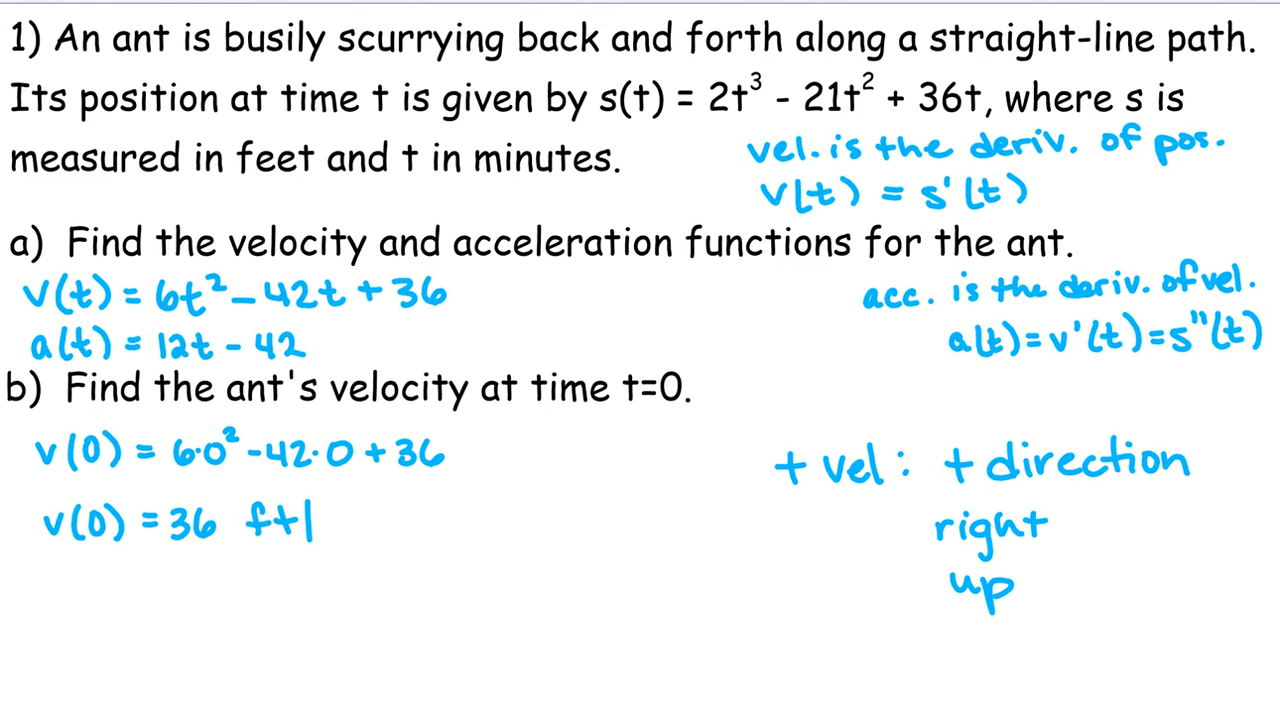 1) An ant is busily scurrying back and forth along a straight-line path.
Its position at time t is given by s(t) = 2t³ - 21t² + 36t, where s is
measured in feet and t in minutes.
vel. is the deriv. of pos.
v(t) = s'(t)
a) Find the velocity and acceleration functions for the ant.
v(t) = 6t² - 42t + 36
acc. is the deriv. of vel.
a(t) = 12t - 42
a(t) = v'(t) = s"(t)
b) Find the ant's velocity at time t=0.
v(0) = 6·0² - 42·0 + 36
+ vel : + direction
v(0) = 36 ft|
right
up